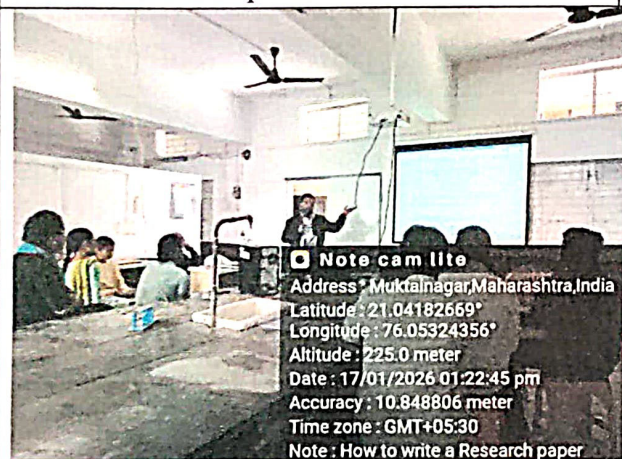 Note cam lite
Address : Muktainagar,Maharashtra,India
Latitude : 21.04182669°
Longitude : 76.05324356°
Altitude : 225.0 meter
Date : 17/01/2026 01:22:45 pm
Accuracy : 10.848806 meter
Time zone : GMT+05:30
Note : How to write a Research paper